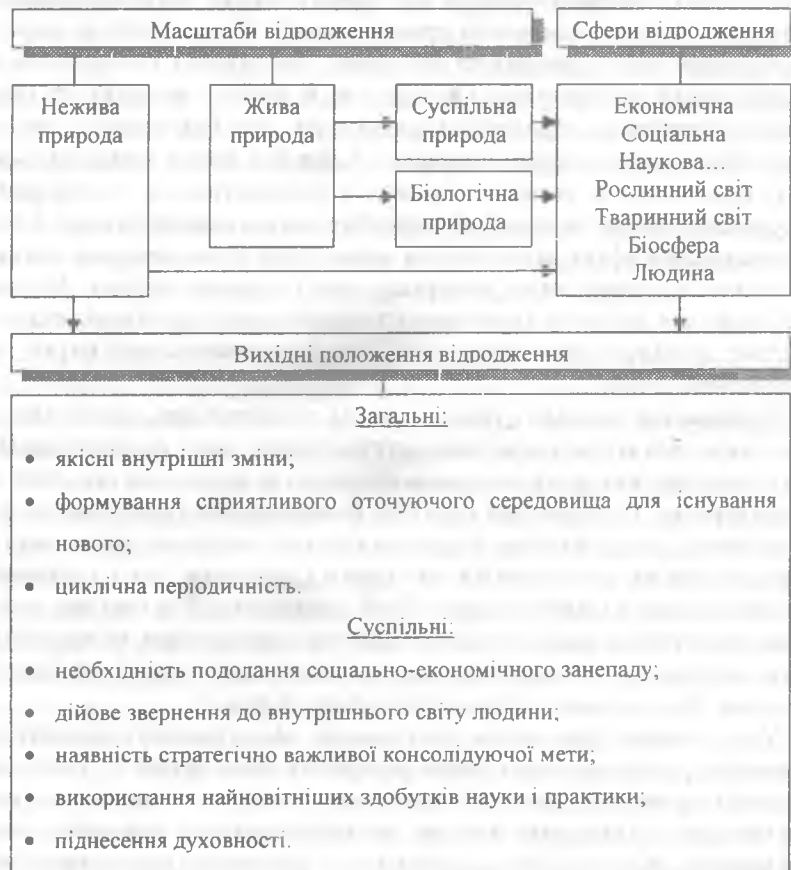 Масштаби відродження
Сфери відродження
Нежива
природа
Жива
природа
Суспільна
природа
Біологічна
природа
Економічна
Соціальна
Наукова...
Рослинний світ
Тваринний світ
Біосфера
Людина
Вихідні положення відродження
Загальні:
• якісні внутрішні зміни;
• формування сприятливого оточуючого середовища для існування
нового;
• циклічна періодичність.
Суспільні:
• необхідність подолання соціально-економічного занепаду;
• дійове звернення до внутрішнього світу людини;
• наявність стратегічно важливої консолідуючої мети;
• використання найновітніших здобутків науки і практики;
• піднесення духовності.